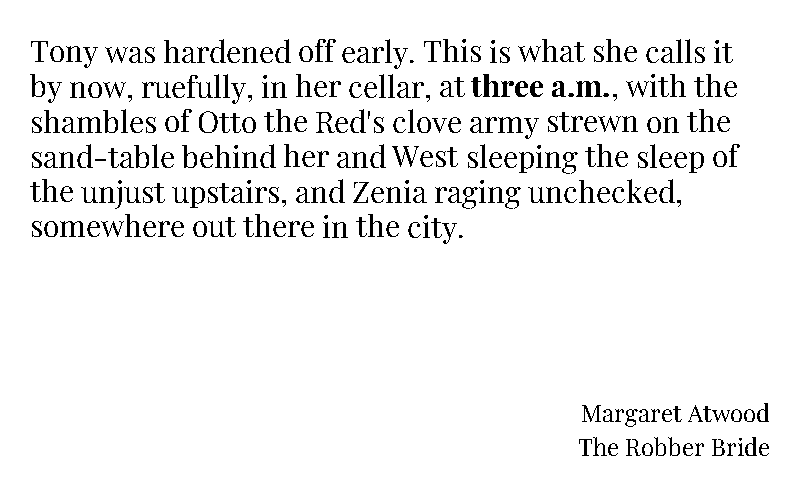 Tony was hardened off early. This is what she calls it
by now, ruefully, in her cellar, at three a.m., with the
shambles of Otto the Red's clove army strewn on the
sand-table behind her and West sleeping the sleep of
the unjust upstairs, and Zenia raging unchecked,
somewhere out there in the city.
Margaret Atwood
The Robber Bride